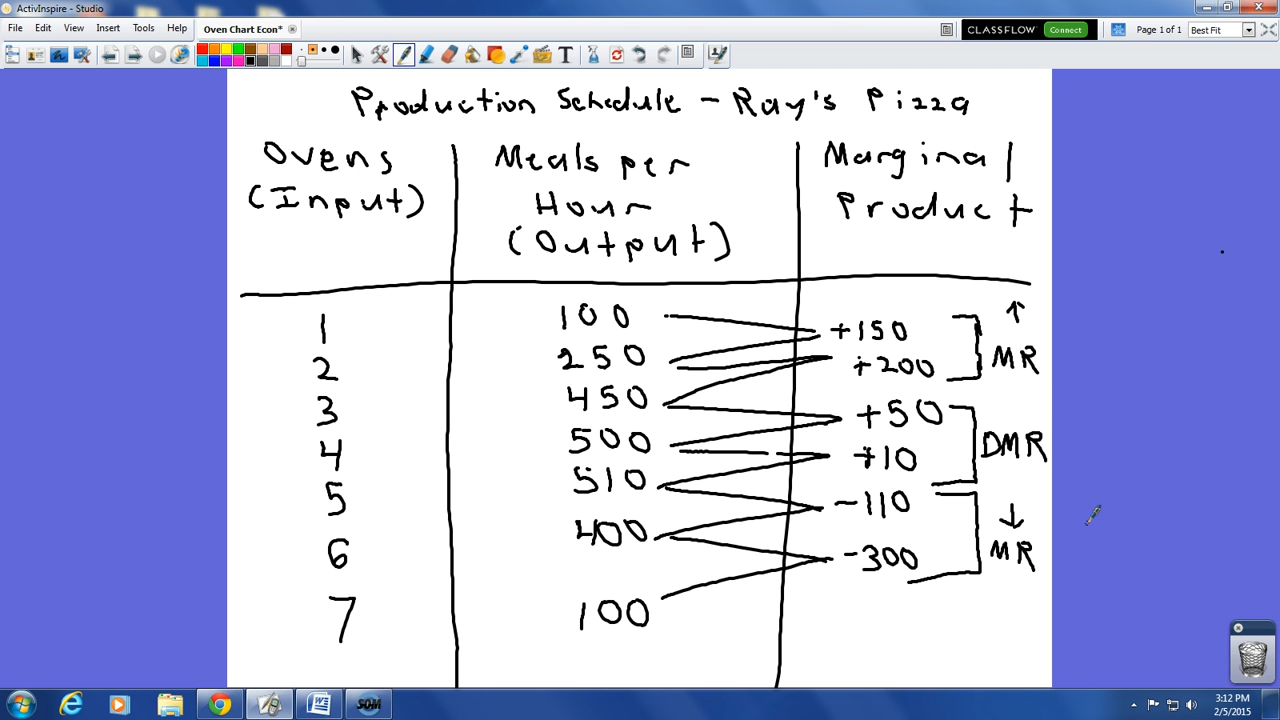 ActivInspire - Studio
File Edit View Insert Tools Help
Open Chart Econ*
CLASSFLOW Connect
Page 1 of 1
Best Fit
Production Schedule - Ray's Pizza
Ovens
(Input)
Meals per
Hour
(Output)
Marginal
Product
1 100
+150
2 250
+200
3 450
+50
4 500
+10
5 510
-110
6 400
-300
7 100
↑
MR
DMR
↓
MR
SOM
3:12 PM
2/5/2015